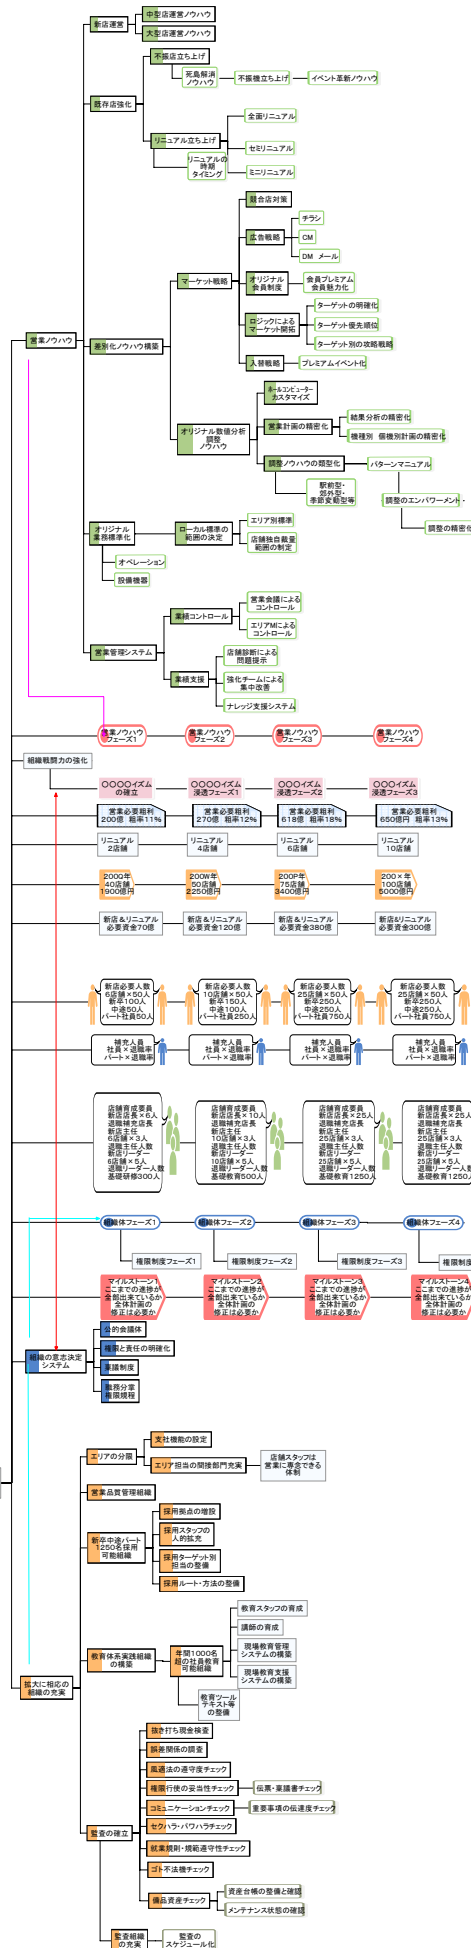 新店運営
中型店運営ノウハウ
大型店運営ノウハウ
既存店強化
不振店立ち上げ
死島解消
ノウハウ
不振機立ち上げ
イベント革新ノウハウ
リニュアル立ち上げ
リニュアルの
時期
タイミング
全面リニュアル
セミリニュアル
ミニリニュアル
営業ノウハウ
差別化ノウハウ構築
マーケット戦略
競合店対策
広告戦略
チラシ
CM
DM メール
オリジナル
会員制度
会員プレミアム
会員魅力化
ロジックによる
マーケット開拓
ターゲットの明確化
ターゲット優先順位
ターゲット別の攻略戦略
入替戦略
プレミアムイベント化
オリジナル数値分析
調整
ノウハウ
ホールコンピューター
カスタマイズ
営業計画の精密化
結果分析の精密化
機種別 個機別計画の精密化
調整ノウハウの類型化
パターンマニュアル
駅前型・
郊外型・
季節変動型等
調整のエンパワーメント・
調整の精密化
オリジナル
業務標準化
ローカル標準の
範囲の決定
エリア別標準
店舗独自裁量
範囲の制定
オペレーション
設備機器
営業管理システム
業績コントロール
営業会議による
コントロール
エリアMによる
コントロール
業績支援
店舗診断による
問題提示
強化チームによる
集中改善
ナレッジ支援システム
営業ノウハウ
フェーズ1
営業ノウハウ
フェーズ2
営業ノウハウ
フェーズ3
営業ノウハウ
フェーズ4
組織戦闘力の強化
〇〇〇イズム
の確立
〇〇〇イズム
浸透フェーズ1
〇〇〇イズム
浸透フェーズ2
〇〇〇イズム
浸透フェーズ3
営業必要粗利
200億 粗率11%
営業必要粗利
270億 粗率12%
営業必要粗利
618億 粗率18%
営業必要粗利
650億円 粗率13%
リニュアル
2店舗
リニュアル
4店舗
リニュアル
6店舗
リニュアル
10店舗
200Q年
40店舗
1900億円
200W年
50店舗
2250億円
200P年
75店舗
3400億円
200×年
100店舗
5000億円
新店&リニュアル
必要資金70億
新店&リニュアル
必要資金120億
新店&リニュアル
必要資金380億
新店&リニュアル
必要資金300億
新店必要人数
6店舗×50人
新卒100人
中途50人
パート社員50人
新店必要人数
10店舗×50人
新卒150人
中途100人
パート社員250人
新店必要人数
25店舗×50人
新卒250人
中途250人
パート社員750人
新店必要人数
25店舗×50人
新卒250人
中途250人
パート社員750人
補充人員
社員×退職率
パート×退職率
補充人員
社員×退職率
パート×退職率
補充人員
社員×退職率
パート×退職率
補充人員
社員×退職率
パート×退職率
店舗育成要員
新店店長×6人
退職補充店長
新店主任
6店舗×3人
退職主任人数
新店リーダー
6店舗×5人
退職リーダー人数
基礎研修300人
店舗育成要員
新店店長×10人
退職補充店長
新店主任
10店舗×3人
退職主任人数
新店リーダー
10店舗×5人
退職リーダー人数
基礎教育500人
店舗育成要員
新店店長×25人
退職補充店長
新店主任
25店舗×3人
退職主任人数
新店リーダー
25店舗×5人
退職リーダー人数
基礎教育1250人
店舗育成要員
新店店長×25人
退職補充店長
新店主任
25店舗×3人
退職主任人数
新店リーダー
25店舗×5人
退職リーダー人数
基礎教育1250人
組織体フェーズ1
組織体フェーズ2
組織体フェーズ3
組織体フェーズ4
権限制度フェーズ1
権限制度フェーズ2
権限制度フェーズ3
権限制度
マイルストーン1
ここまでの進捗が
全部出来ているか
全体計画の
修正は必要か
マイルストーン2
ここまでの進捗が
全部出来ているか
全体計画の
修正は必要か
マイルストーン3
ここまでの進捗が
全部出来ているか
全体計画の
修正は必要か
マイルストーン4
ここまでの進捗が
全部出来ているか
全体計画の
修正は必要か
組織の意志決定
システム
公的会議体
権限と責任の明確化
稟議制度
職務分掌
権限規程
エリアの分限
支社機能の設定
エリア担当の間接部門充実
店舗スタッフは
営業に専念できる
体制
営業品質管理組織
新卒中途パート
1250名採用
可能組織
採用拠点の増設
採用スタッフの
人的拡充
採用ターゲット別
担当の整備
採用ルート・方法の整備
拡大に相応の
組織の充実
教育体系実践組織
の構築
年間1000名
超の社員教育
可能組織
教育スタッフの育成
講師の育成
現場教育管理
システムの構築
現場教育支援
システムの構築
教育ツール
テキスト等
の整備
監査の確立
抜き打ち現金検査
誤差関係の調査
風適法の遵守度チェック
権限行使の妥当性チェック
伝票・稟議書チェック
コミュニケーションチェック
重要事項の伝達度チェック
セクハラ・パワハラチェック
就業規則・規範遵守性チェック
ゴト不法機チェック
備品資産チェック
資産台帳の整備と確認
メンテナンス状態の確認
監査組織
の充実
監査の
スケジュール化